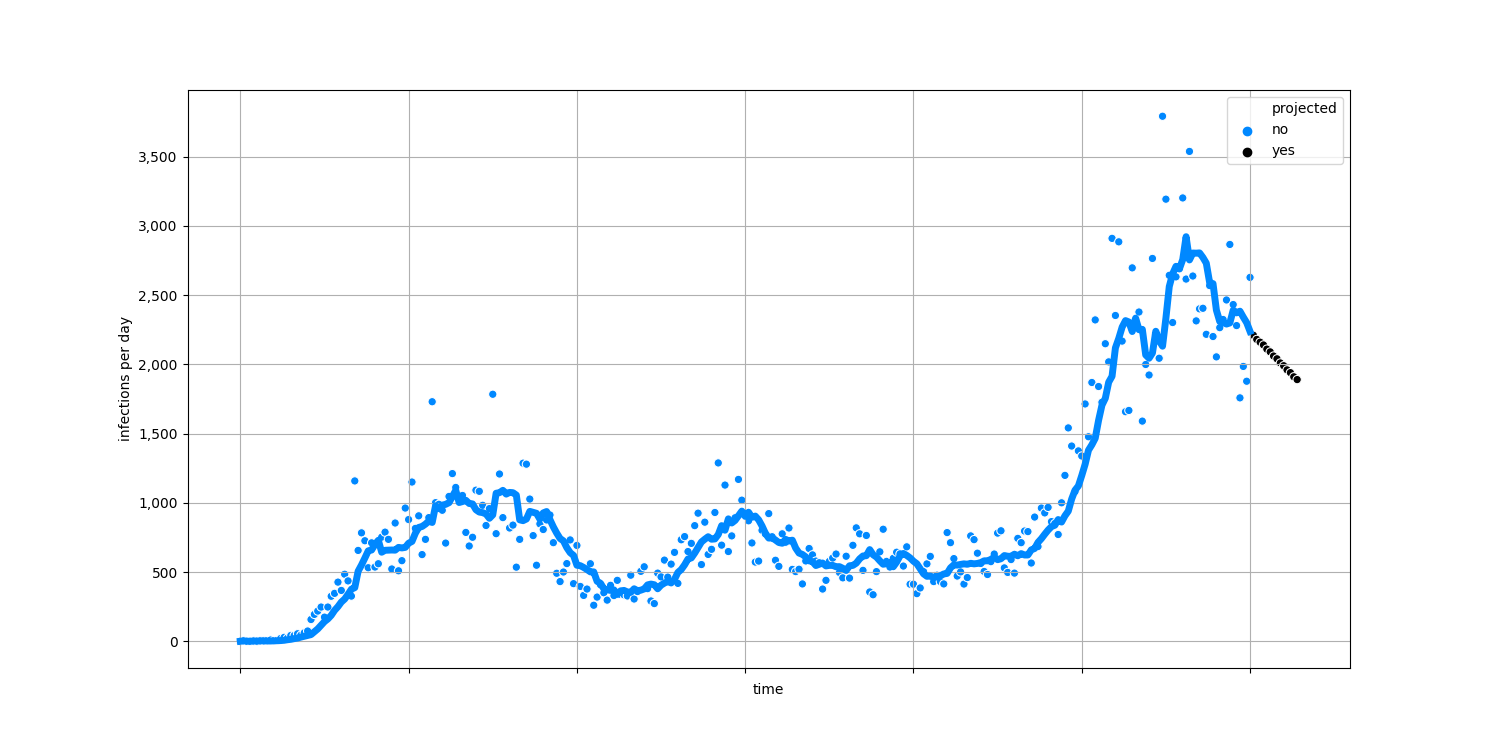 projected
no
yes
3,500
3,000
2,500
2,000
1,500
1,000
500
0
infections per day
time